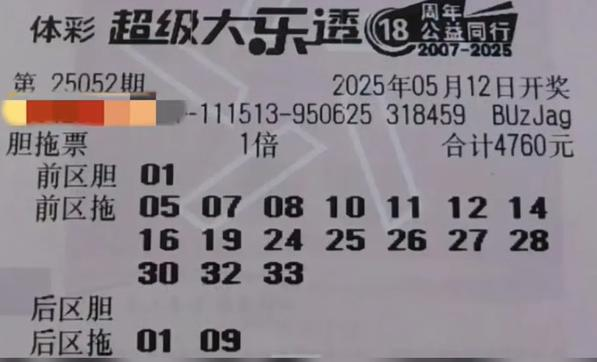 体彩 超级大乐透 18 周年 公益同行 2007-2025
第 25052期 2025年05月12日开奖
-111513-950625 318459 BUzJag
胆拖票 1倍 合计4760元
前区胆 01
前区拖 05 07 08 10 11 12 14
16 19 24 25 26 27 28
30 32 33
后区胆
后区拖 01 09